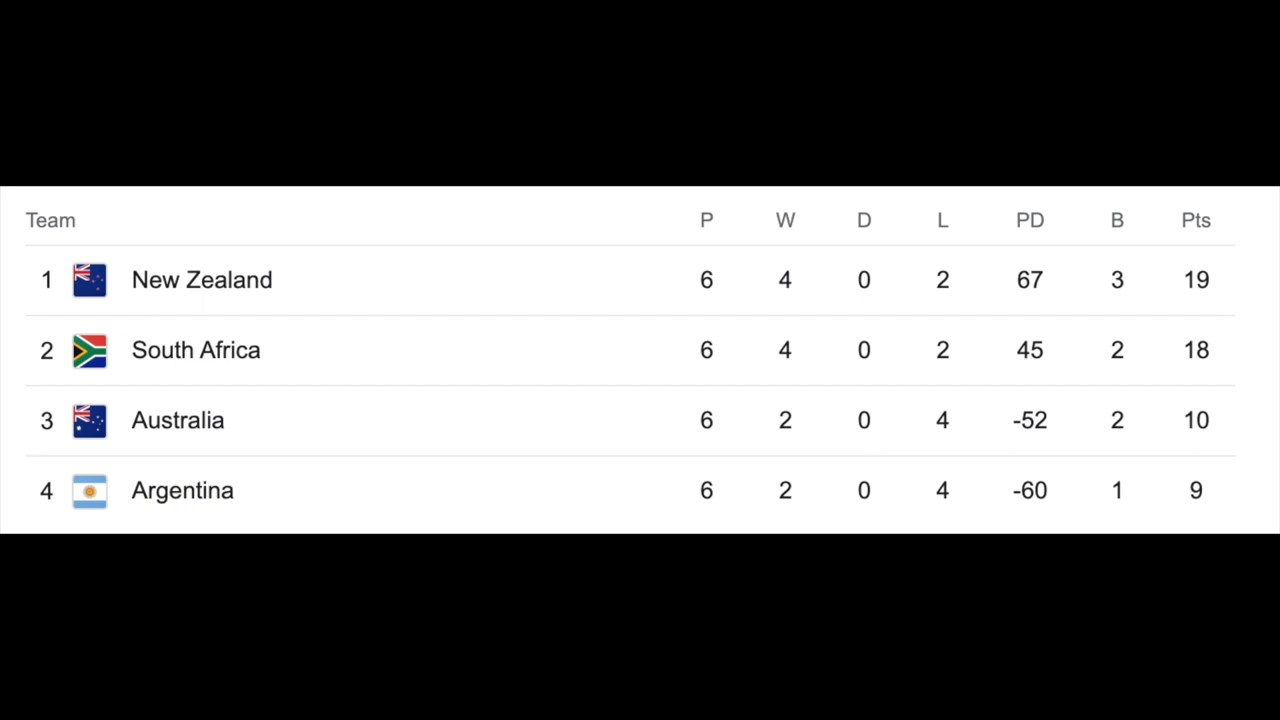 Team P W D L PD B Pts
1 New Zealand 6 4 0 2 67 3 19
2 South Africa 6 4 0 2 45 2 18
3 Australia 6 2 0 4 -52 2 10
4 Argentina 6 2 0 4 -60 1 9